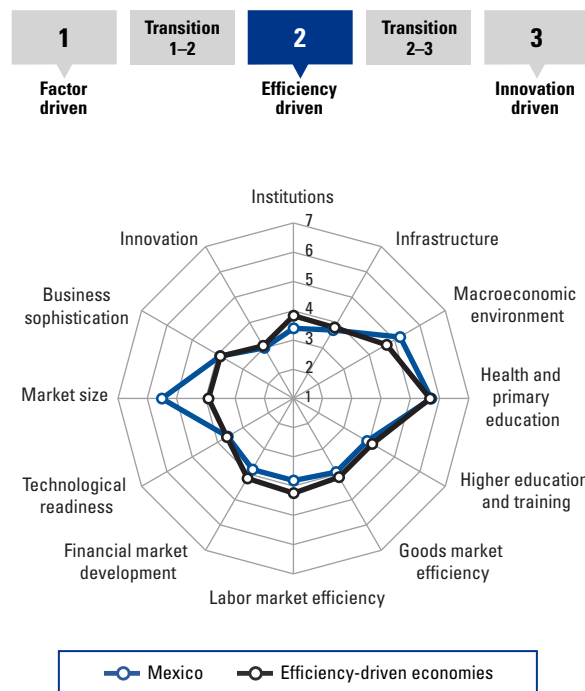 1
Transition
1–2
2
Transition
2–3
3
Factor
driven
Efficiency
driven
Innovation
driven
Institutions
7
Innovation
Infrastructure
6
5
Business
sophistication
Macroeconomic
environment
4
3
2
Market size
1
Health and
primary
education
Technological
readiness
Higher education
and training
Financial market
development
Goods market
efficiency
Labor market efficiency
Mexico
Efficiency-driven economies